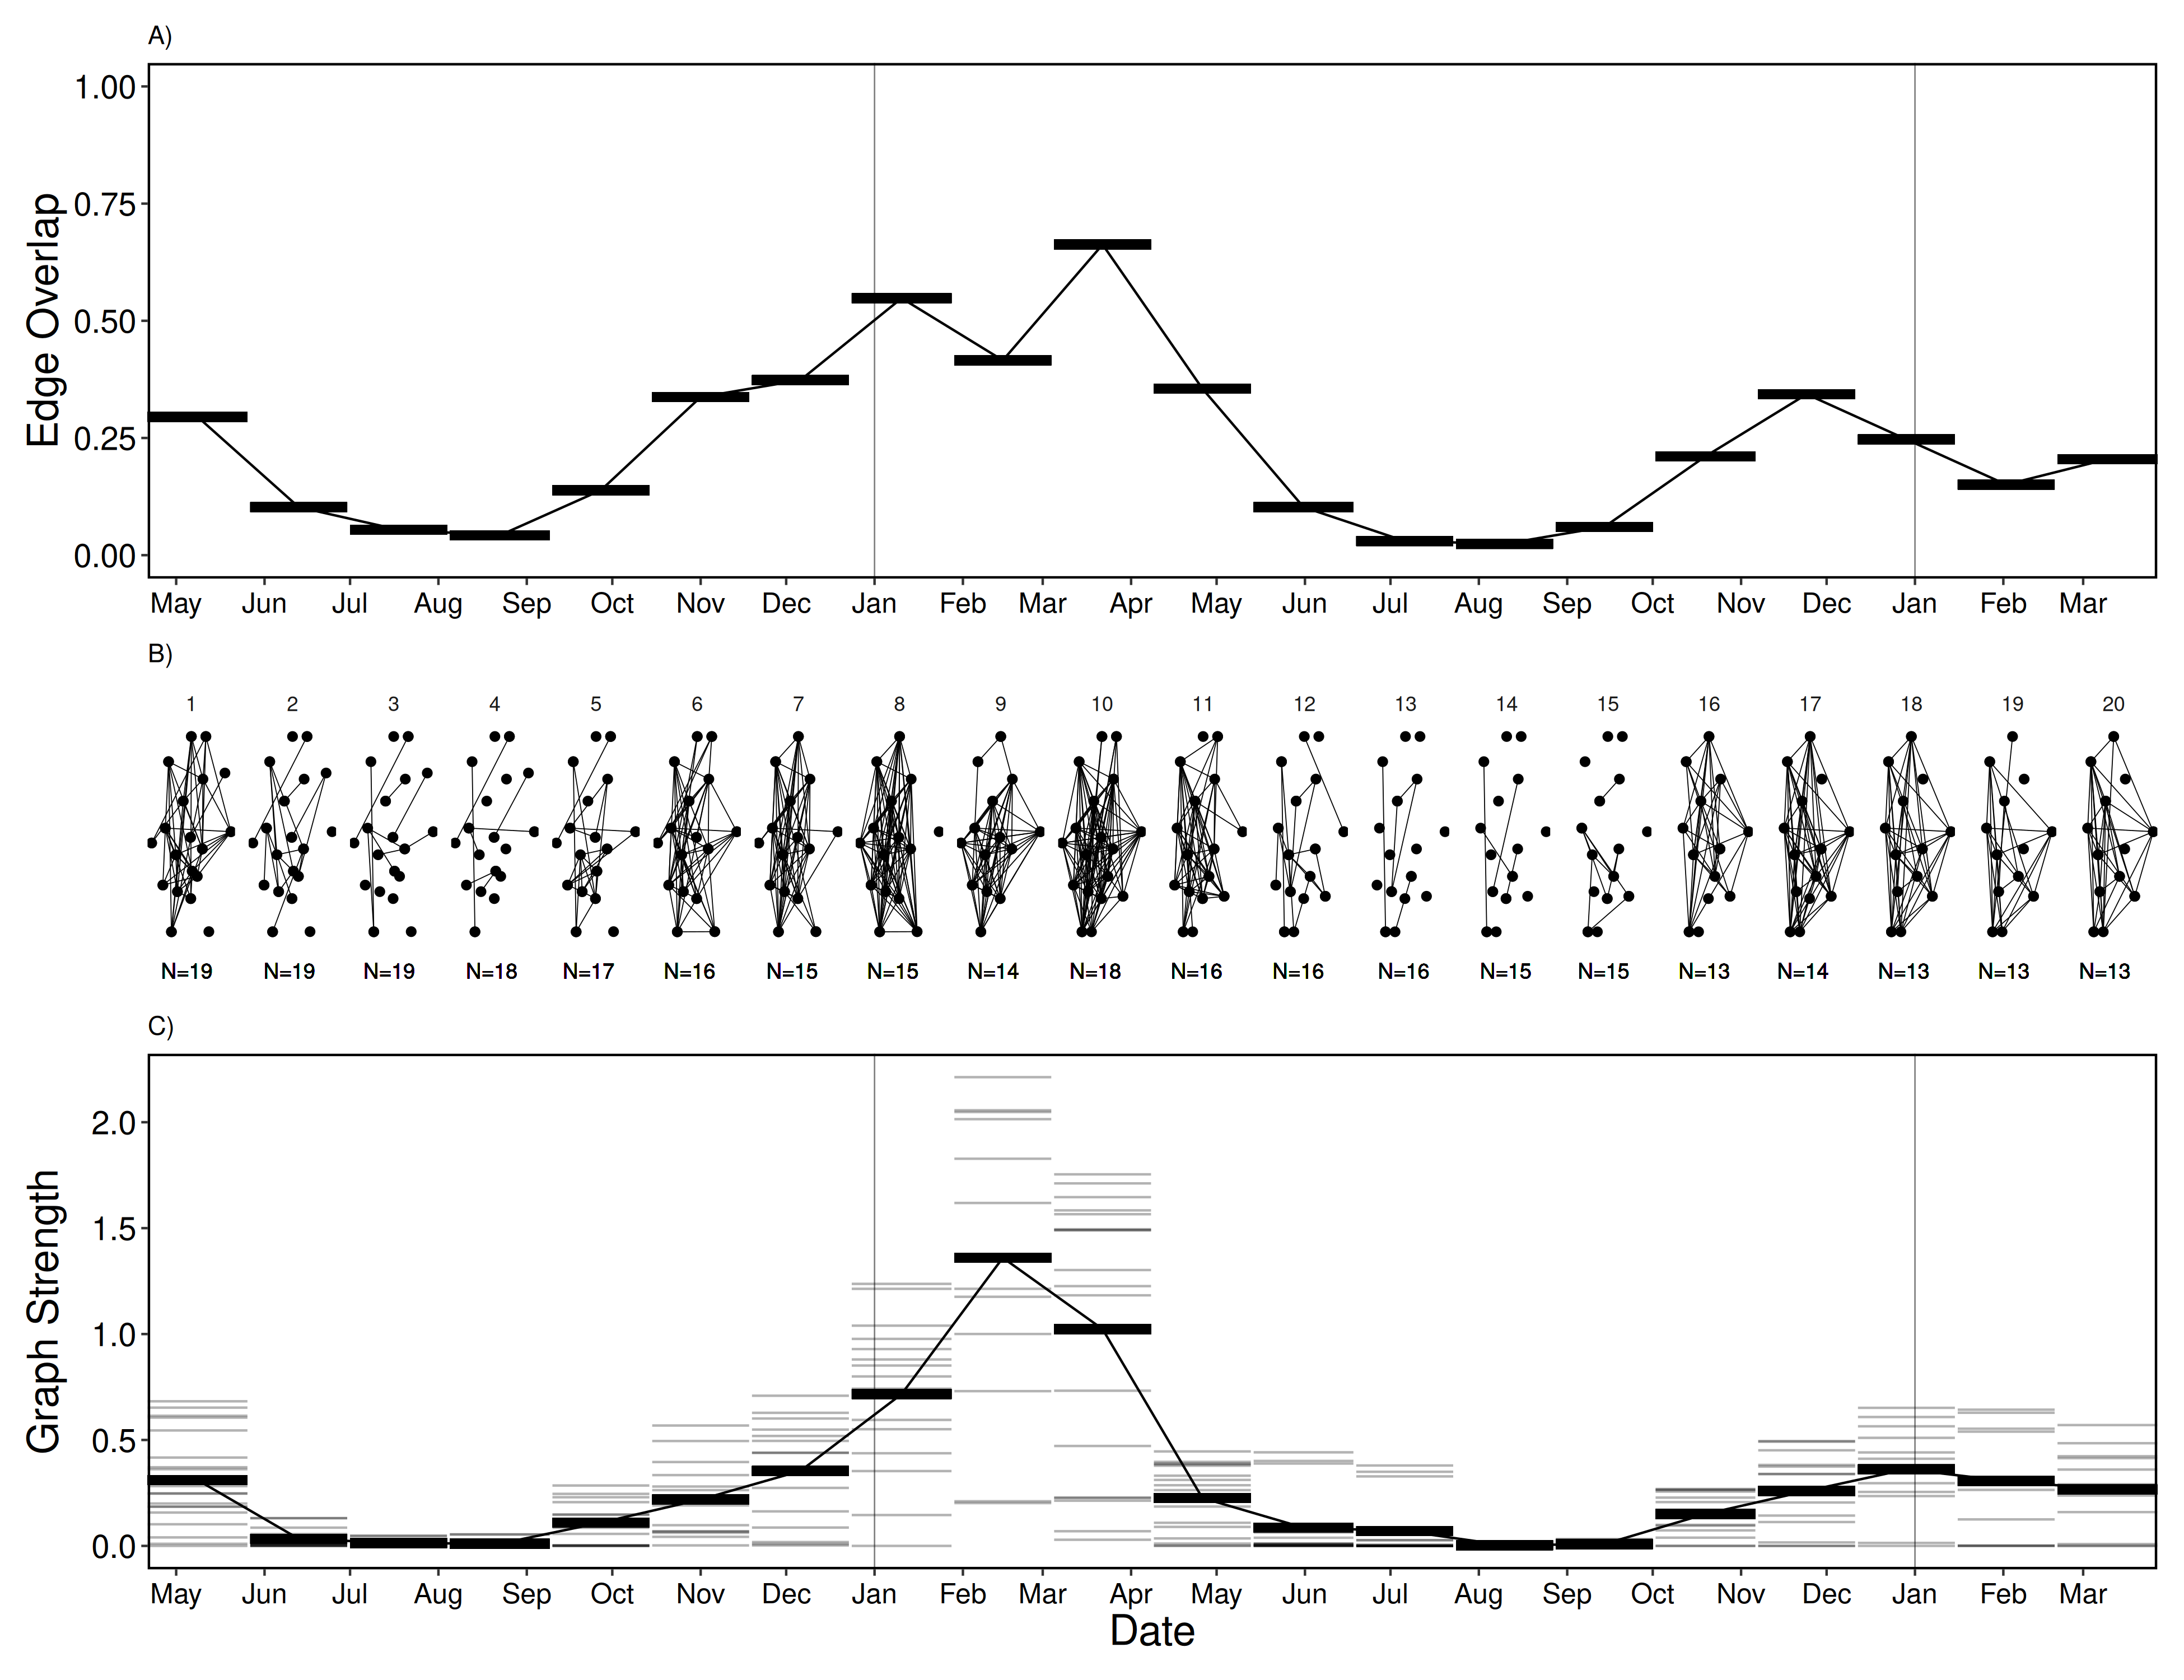 A)
Edge Overlap
1.00
0.75
0.50
0.25
0.00
May Jun Jul Aug Sep Oct Nov Dec Jan Feb Mar Apr May Jun Jul Aug Sep Oct Nov Dec Jan Feb Mar
B)
1 2 3 4 5 6 7 8 9 10 11 12 13 14 15 16 17 18 19 20
N=19 N=19 N=19 N=18 N=17 N=16 N=15 N=15 N=14 N=18 N=16 N=16 N=16 N=15 N=15 N=13 N=14 N=13 N=13 N=13
C)
Graph Strength
2.0
1.5
1.0
0.5
0.0
May Jun Jul Aug Sep Oct Nov Dec Jan Feb Mar Apr May Jun Jul Aug Sep Oct Nov Dec Jan Feb Mar
Date